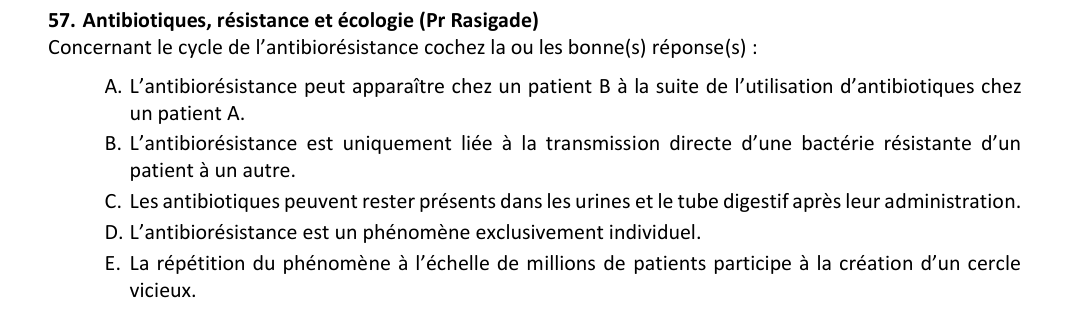 57. Antibiotiques, résistance et écologie (Pr Rasigade)
Concernant le cycle de l’antibiorésistance cochez la ou les bonne(s) réponse(s) :
A. L’antibiorésistance peut apparaître chez un patient B à la suite de l’utilisation d’antibiotiques chez
un patient A.
B. L’antibiorésistance est uniquement liée à la transmission directe d’une bactérie résistante d’un
patient à un autre.
C. Les antibiotiques peuvent rester présents dans les urines et le tube digestif après leur administration.
D. L’antibiorésistance est un phénomène exclusivement individuel.
E. La répétition du phénomène à l’échelle de millions de patients participe à la création d’un cercle
vicieux.